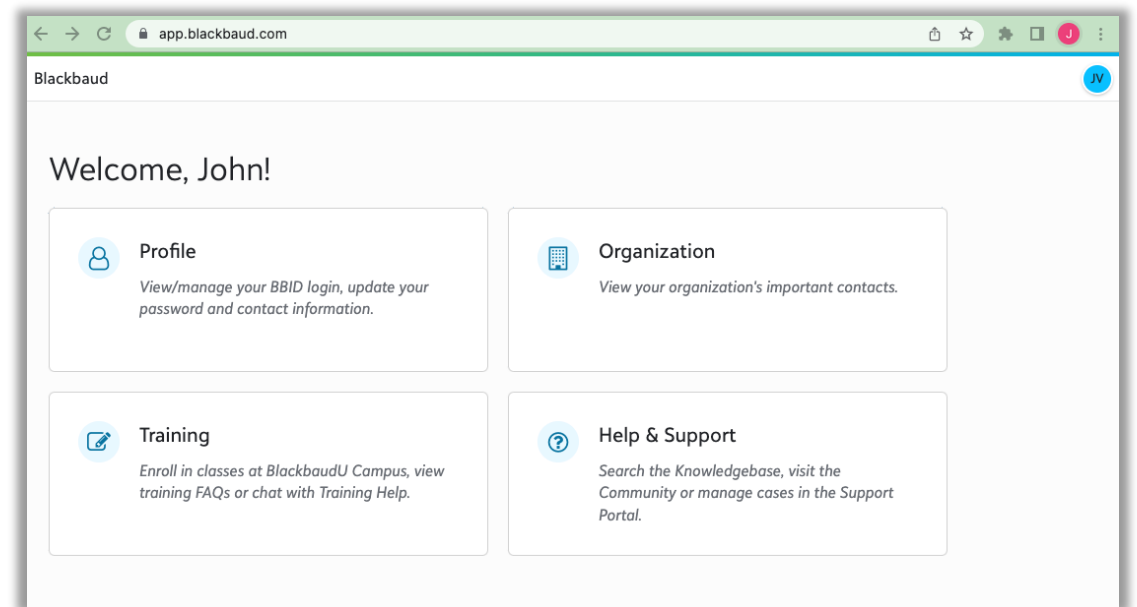 app.blackbaud.com
J
Blackbaud
JV
Welcome, John!
Profile
View/manage your BBID login, update your
password and contact information.
Organization
View your organization's important contacts.
Training
Enroll in classes at BlackbaudU Campus, view
training FAQs or chat with Training Help.
Help & Support
Search the Knowledgebase, visit the
Community or manage cases in the Support
Portal.